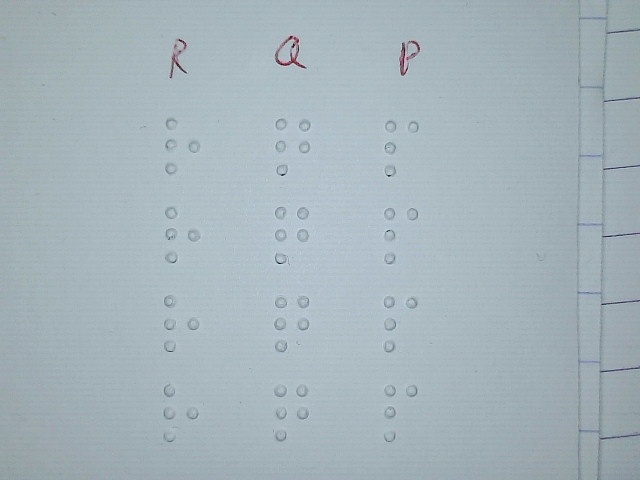 R Q P
⠗ ⠟ ⠏
⠗ ⠟ ⠏
⠗ ⠟ ⠏
⠗ ⠟ ⠏